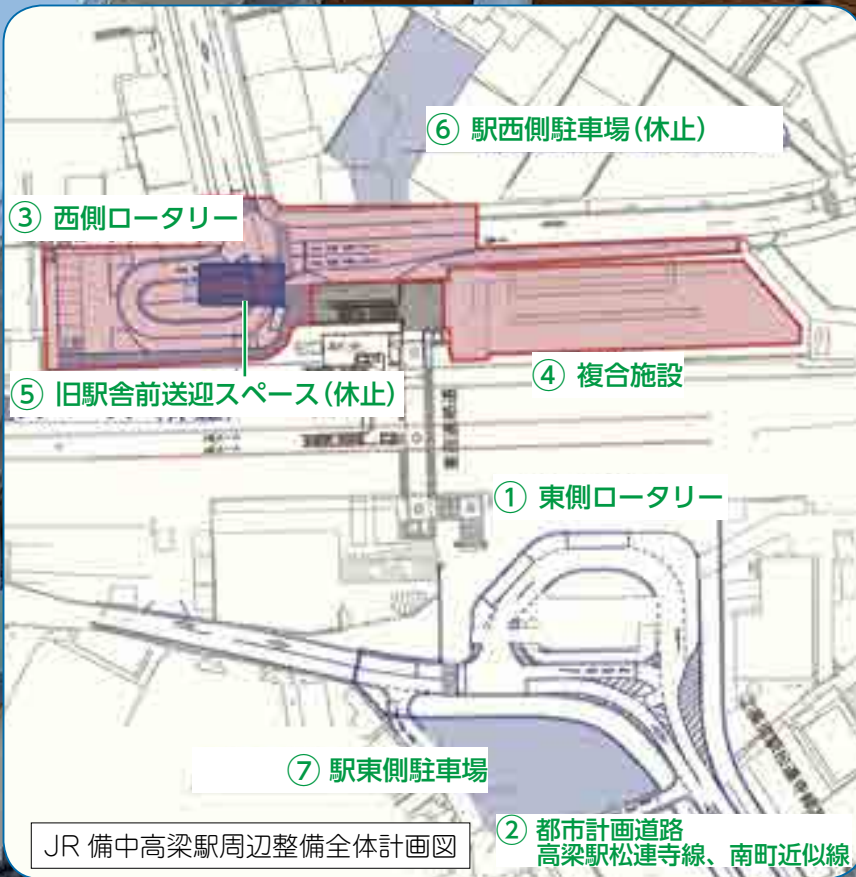 ⑥ 駅西側駐車場(休止)
③ 西側ロータリー
⑤ 旧駅舎前送迎スペース(休止)
④ 複合施設
① 東側ロータリー
⑦ 駅東側駐車場
② 都市計画道路
高梁駅松連寺線、南町近似線
JR 備中高梁駅周辺整備全体計画図